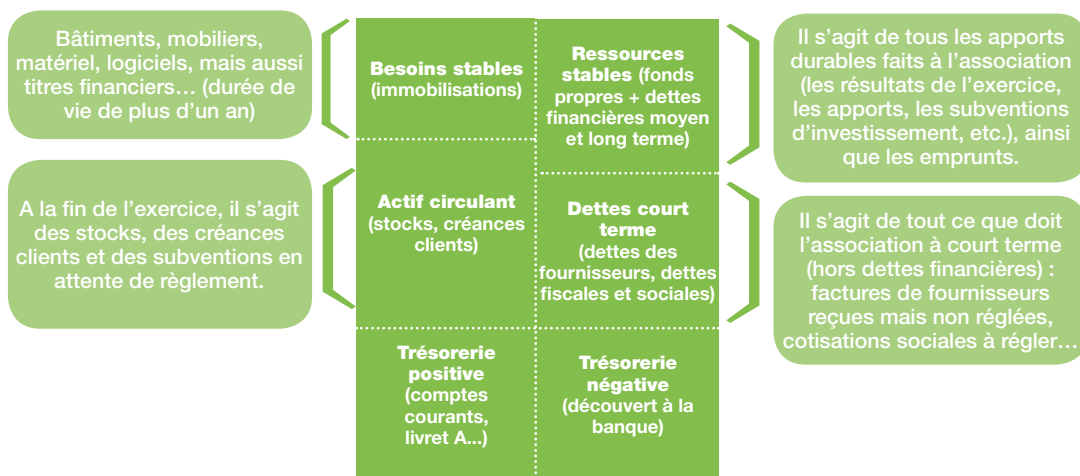 Bâtiments, mobiliers,
matériel, logiciels, mais aussi
titres financiers… (durée de
vie de plus d’un an)
A la fin de l’exercice, il s’agit
des stocks, des créances
clients et des subventions en
attente de règlement.
Besoins stables
(immobilisations)
Actif circulant
(stocks, créances
clients)
Trésorerie
positive
(comptes
courants,
livret A...)
Ressources
stables (fonds
propres + dettes
financières moyen
et long terme)
Dettes court
terme
(dettes des
fournisseurs, dettes
fiscales et sociales)
Trésorerie
négative
(découvert à la
banque)
Il s’agit de tous les apports
durables faits à l’association
(les résultats de l’exercice,
les apports, les subventions
d’investissement, etc.), ainsi
que les emprunts.
Il s’agit de tout ce que doit
l’association à court terme
(hors dettes financières) :
factures de fournisseurs
reçues mais non réglées,
cotisations sociales à régler…